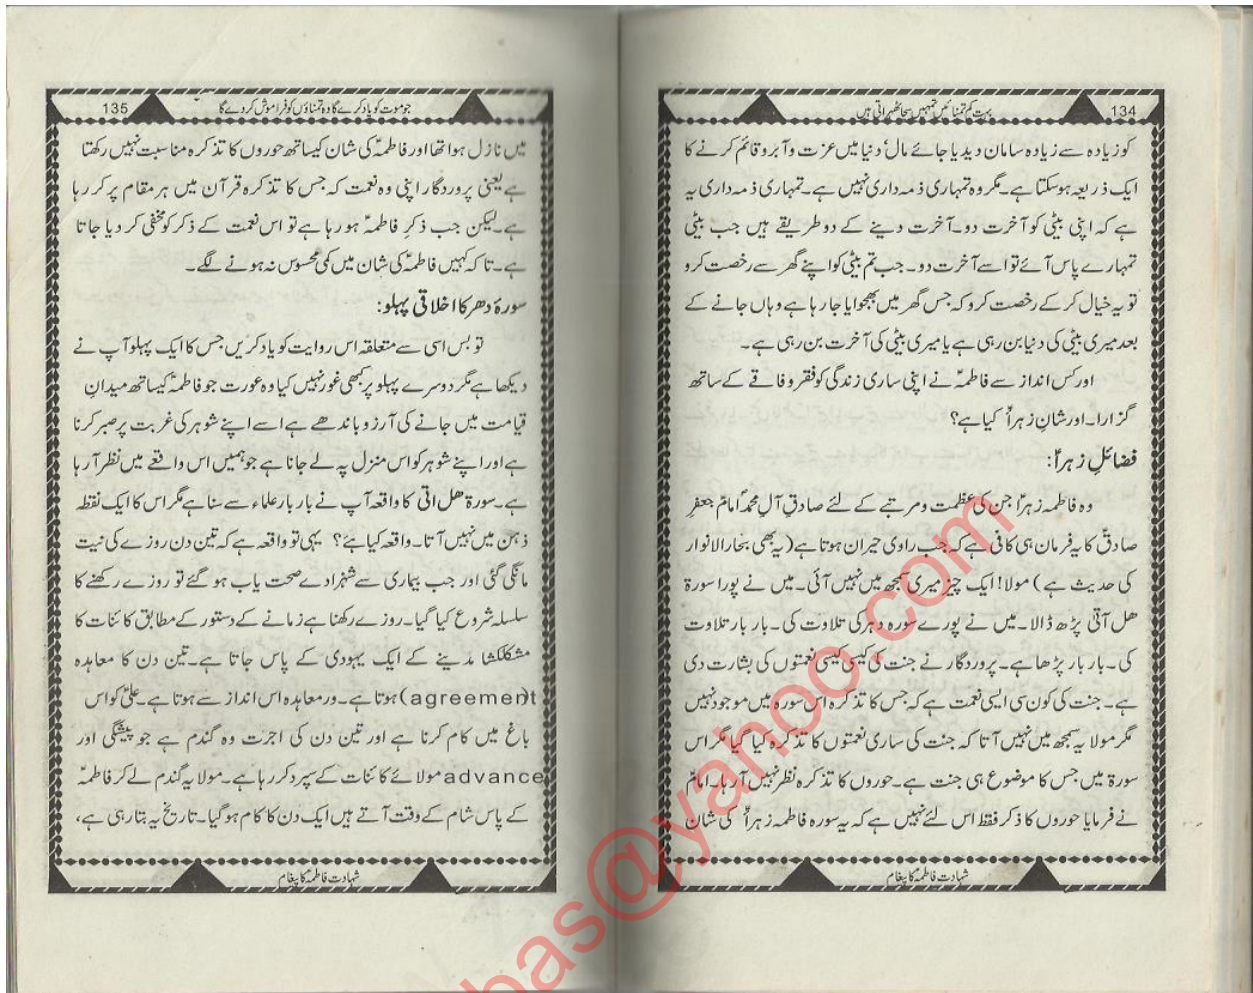 134
بہت کم تمنائیں تمہیں سچا ٹھہراتی ہیں
کو زیادہ سے زیادہ سامان دیدیا جائے مال دنیا میں عزت و آبرو قائم کرنے کا
ایک ذریعہ ہو سکتا ہے۔ مگر وہ تمہاری ذمہ داری نہیں ہے۔ تمہاری ذمہ داری یہ
ہے کہ اپنی بیٹی کو آخرت دو۔ آخرت دینے کے دو طریقے ہیں جب بیٹی
تمہارے پاس آئے تو اسے آخرت دو۔ جب تم بیٹی کو اپنے گھر سے رخصت کرو
تو یہ خیال کر کے رخصت کرو کہ جس گھر میں بھجوایا جا رہا ہے وہاں جانے کے
بعد میری بیٹی کی دنیا بن رہی ہے یا میری بیٹی کی آخرت بن رہی ہے۔
اور کس انداز سے فاطمہؑ نے اپنی ساری زندگی کو فقر و فاقے کے ساتھ
گزارا۔ اور شانِ زہراؑ کیا ہے؟
فضائلِ زہراؑ:
وہ فاطمہ زہراؑ جن کی عظمت و مرتبے کے لئے صادقِ آلِ محمدؐ امام جعفرِ
صادقؑ کا یہ فرمان ہی کافی ہے کہ جب راوی حیران ہوتا ہے (یہ بھی بحارالانوار
کی حدیث ہے) مولا! ایک چیز میری سمجھ میں نہیں آئی۔ میں نے پورا سورۃ
ھل اتٰی پڑھ ڈالا۔ میں نے پورے سورہ دہر کی تلاوت کی۔ بار بار تلاوت
کی۔ بار بار پڑھا ہے۔ پروردگار نے جنت کی کیسی کیسی نعمتوں کی بشارت دی
ہے۔ جنت کی کون سی ایسی نعمت ہے کہ جس کا تذکرہ اس سورہ میں موجود نہیں
مگر مولا یہ سمجھ میں نہیں آتا کہ جنت کی ساری نعمتوں کا تذکرہ کیا گیا مگر اس
سورۃ میں جس کا موضوع ہی جنت ہے۔ حوروں کا تذکرہ نظر نہیں آ رہا۔ امامؑ
نے فرمایا حوروں کا ذکر فقط اس لئے نہیں ہے کہ یہ سورہ فاطمہ زہراؑ کی شان
شہادت فاطمہؑ کا پیغام
جو موت کو یاد کرے گا وہ تمناؤں کو فراموش کر دے گا
135
میں نازل ہوا تھا اور فاطمہؑ کی شان کیساتھ حوروں کا تذکرہ مناسبت نہیں رکھتا
ہے یعنی پروردگار اپنی وہ نعمت کہ جس کا تذکرہ قرآن میں ہر مقام پر کر رہا
ہے۔ لیکن جب ذکرِ فاطمہؑ ہو رہا ہے تو اس نعمت کے ذکر کو مخفی کر دیا جاتا
ہے۔ تاکہ کہیں فاطمہؑ کی شان میں کمی محسوس نہ ہونے لگے۔
سورۂ دھر کا اخلاقی پہلو:
تو بس اسی سے متعلقہ اس روایت کو یاد کریں جس کا ایک پہلو آپ نے
دیکھا ہے مگر دوسرے پہلو پر کبھی غور نہیں کیا وہ عورت جو فاطمہؑ کیساتھ میدانِ
قیامت میں جانے کی آرزو باندھے ہے اسے اپنے شوہر کی غربت پر صبر کرنا
ہے اور اپنے شوہر کو اس منزل پہ لے جانا ہے جو ہمیں اس واقعے میں نظر آ رہا
ہے۔ سورۃ ھل اتی کا واقعہ آپ نے بار بار علماء سے سنا ہے مگر اس کا ایک نقطہ
ذہن میں نہیں آتا۔ واقعہ کیا ہے؟ یہی تو واقعہ ہے کہ تین دن روزے کی نیت
مانگی گئی اور جب بیماری سے شہزادے صحت یاب ہو گئے تو روزے رکھنے کا
سلسلہ شروع کیا گیا۔ روزے رکھنا ہے زمانے کے دستور کے مطابق کائنات کا
مشکلکشا مدینے کے ایک یہودی کے پاس جاتا ہے۔ تین دن کا معاہدہ
(agreement) ہوتا ہے۔ ور معاہدہ اس انداز سے ہوتا ہے۔ علیؑ کو اس
باغ میں کام کرنا ہے اور تین دن کی اجرت وہ گندم ہے جو پیشگی اور
advance مولائے کائنات کے سپرد کر رہا ہے۔ مولا یہ گندم لے کر فاطمہؑ
کے پاس شام کے وقت آتے ہیں ایک دن کا کام ہو گیا۔ تاریخ یہ بتا رہی ہے،
شہادت فاطمہؑ کا پیغام
bas@yahoo.com